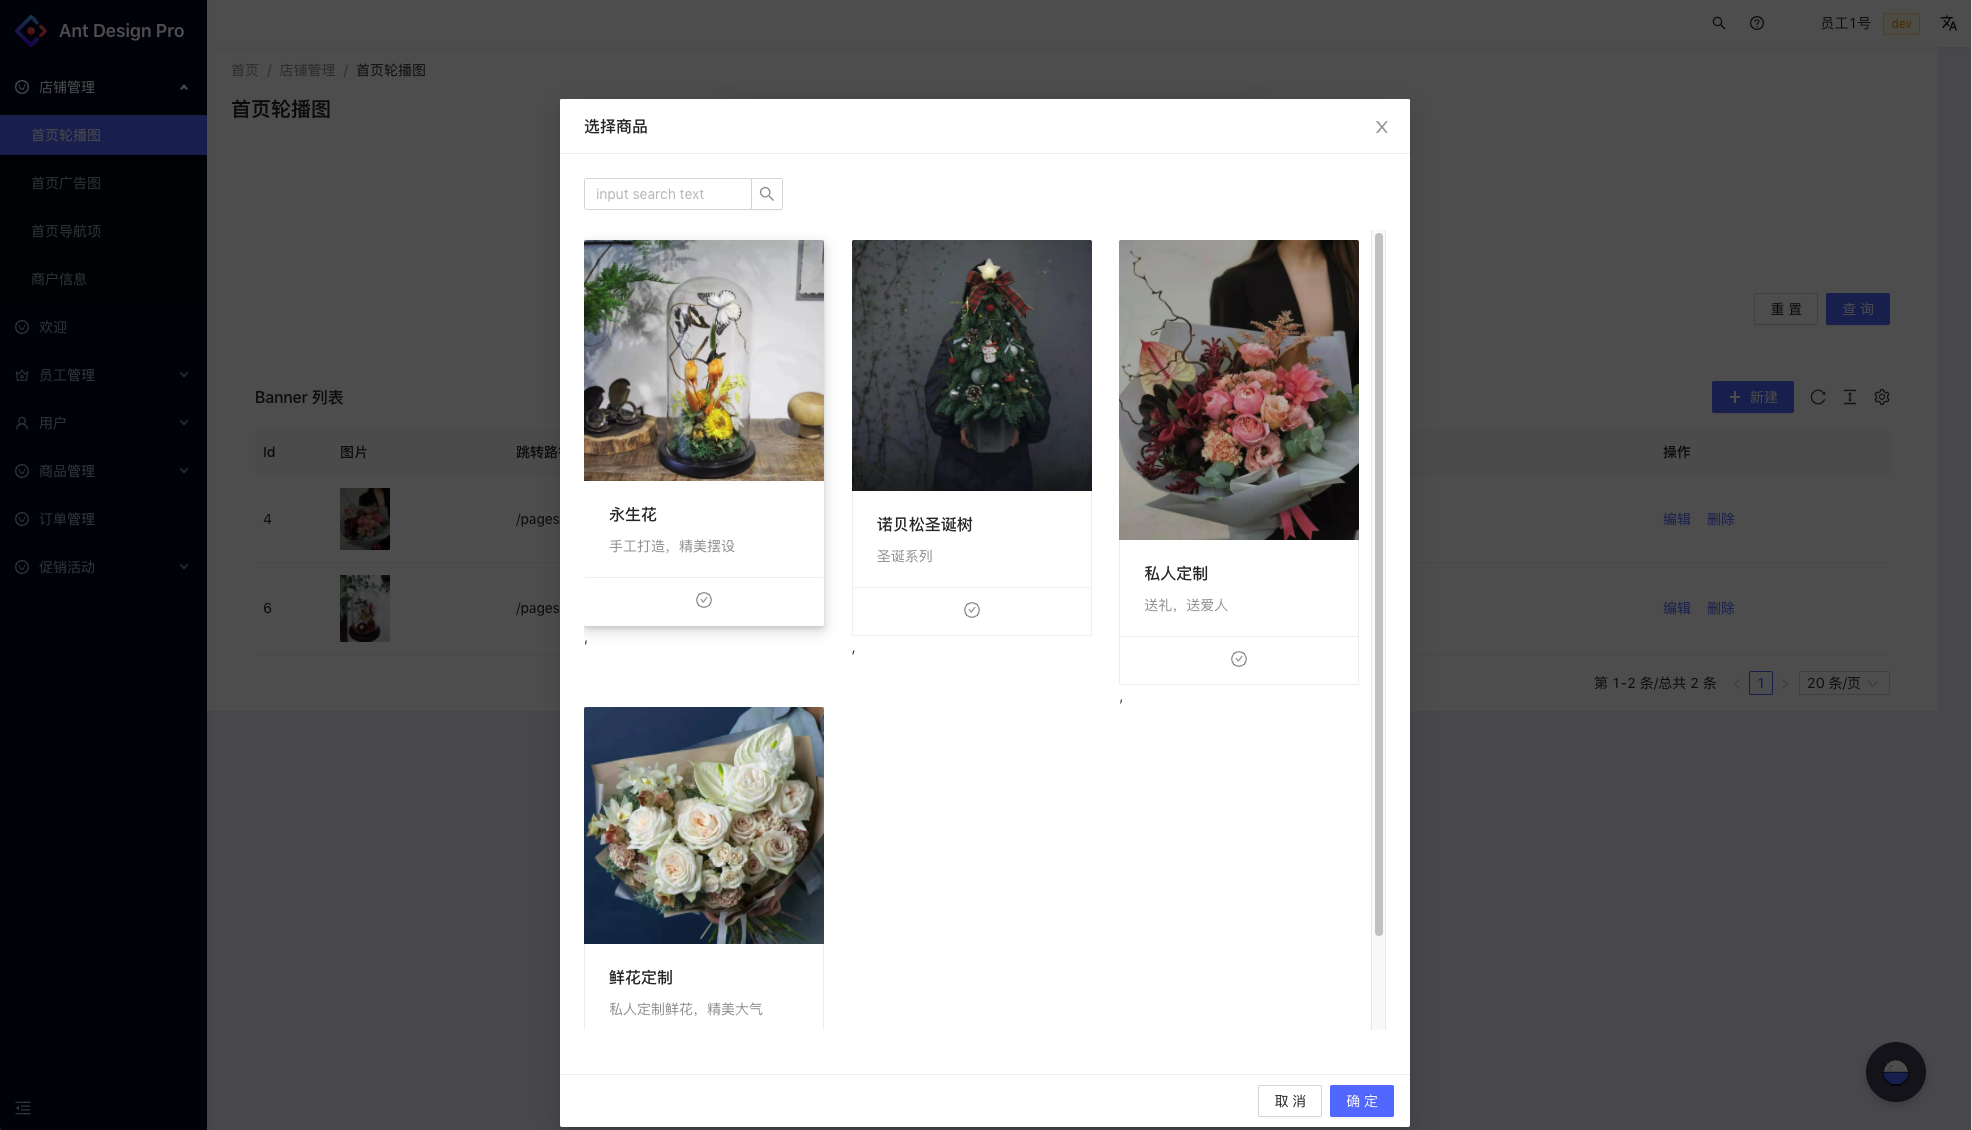 Ant Design Pro
员工1号
dev
店铺管理
首页轮播图
首页广告图
首页导航项
商户信息
欢迎
员工管理
用户
商品管理
订单管理
促销活动
首页 / 店铺管理 / 首页轮播图
首页轮播图
重 置
查 询
Banner 列表
新建
Id
图片
跳转路
操作
4
/pages
编辑
删除
6
/pages
编辑
删除
第 1-2 条/总共 2 条
1
20 条/页
选择商品
input search text
永生花
手工打造，精美摆设
,
诺贝松圣诞树
圣诞系列
,
私人定制
送礼，送爱人
,
鲜花定制
私人定制鲜花，精美大气
取 消
确 定